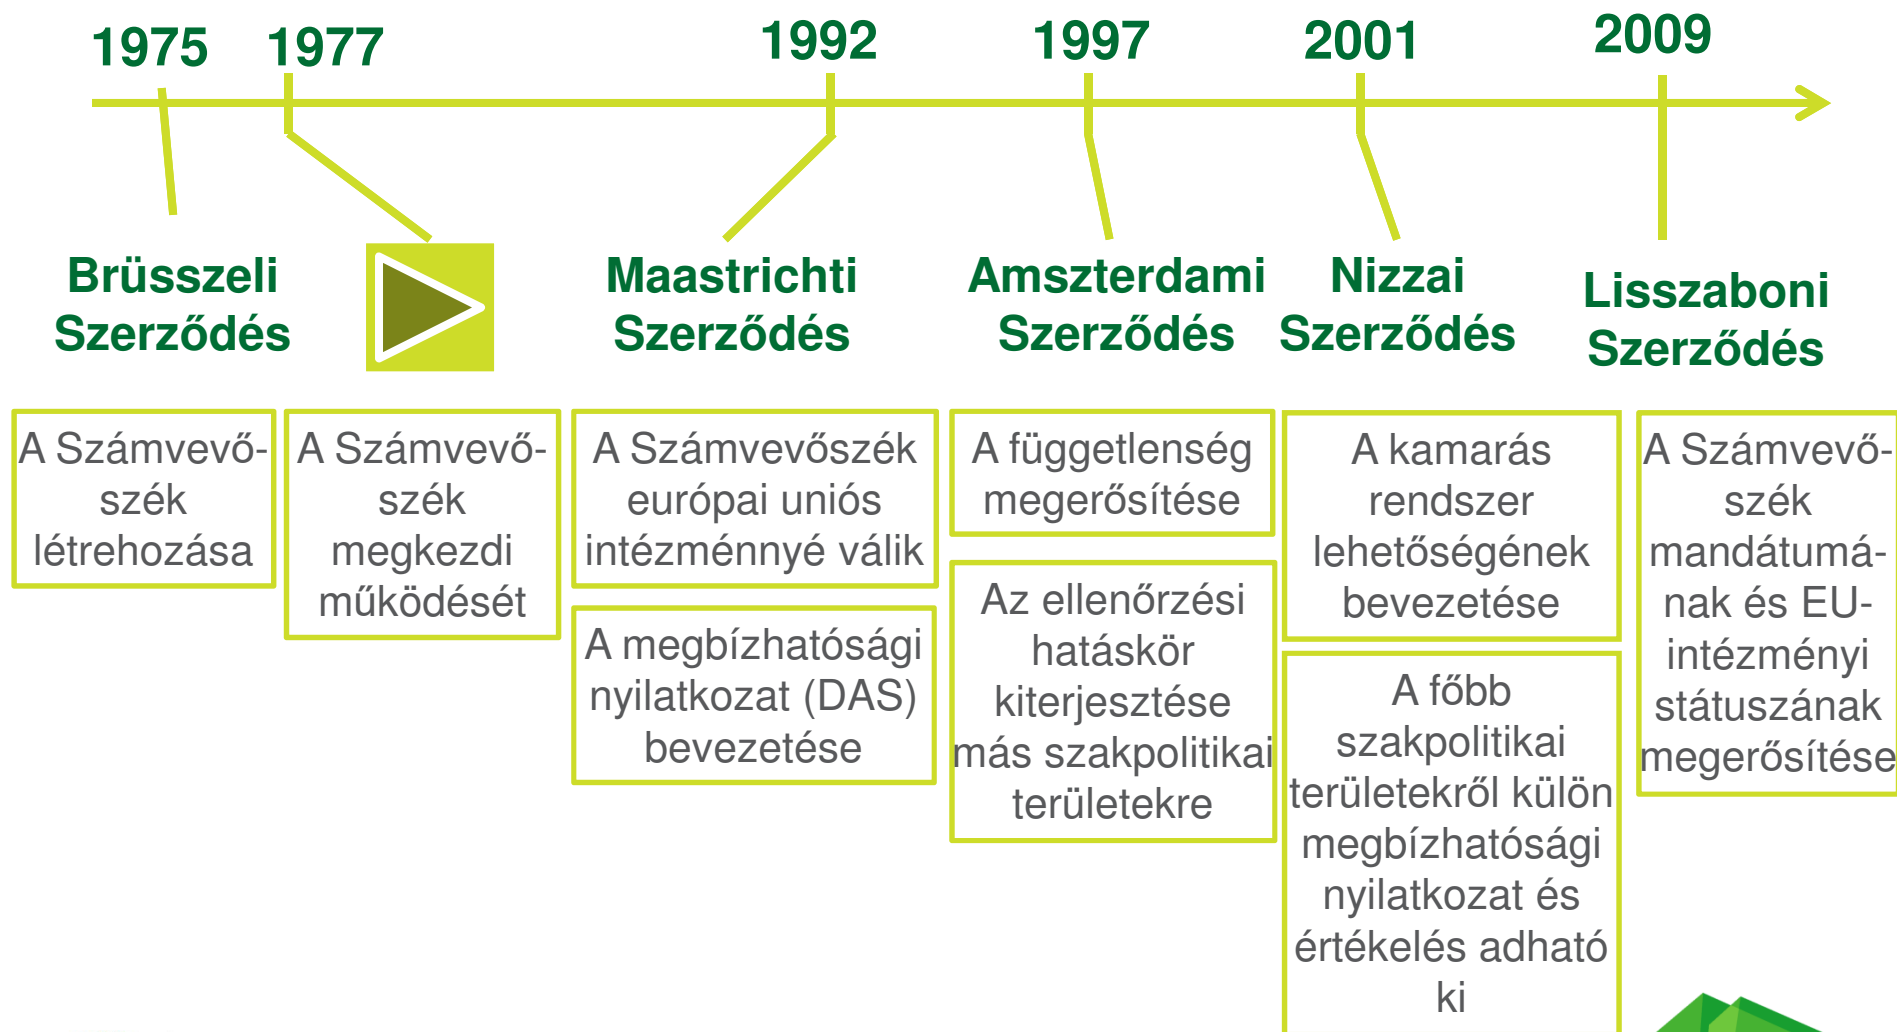 1975
1977
1992
1997
2001
2009
Brüsszeli
Szerződés
Maastrichti
Szerződés
Amszterdami
Szerződés
Nizzai
Szerződés
Lisszaboni
Szerződés
A Számvevő-
szék
létrehozása
A Számvevő-
szék
megkezdi
működését
A Számvevőszék
európai uniós
intézménnyé válik
A megbízhatósági
nyilatkozat (DAS)
bevezetése
A függetlenség
megerősítése
Az ellenőrzési
hatáskör
kiterjesztése
más szakpolitikai
területekre
A kamarás
rendszer
lehetőségének
bevezetése
A főbb
szakpolitikai
területekről külön
megbízhatósági
nyilatkozat és
értékelés adható
ki
A Számvevő-
szék
mandátumá-
nak és EU-
intézményi
státuszának
megerősítése